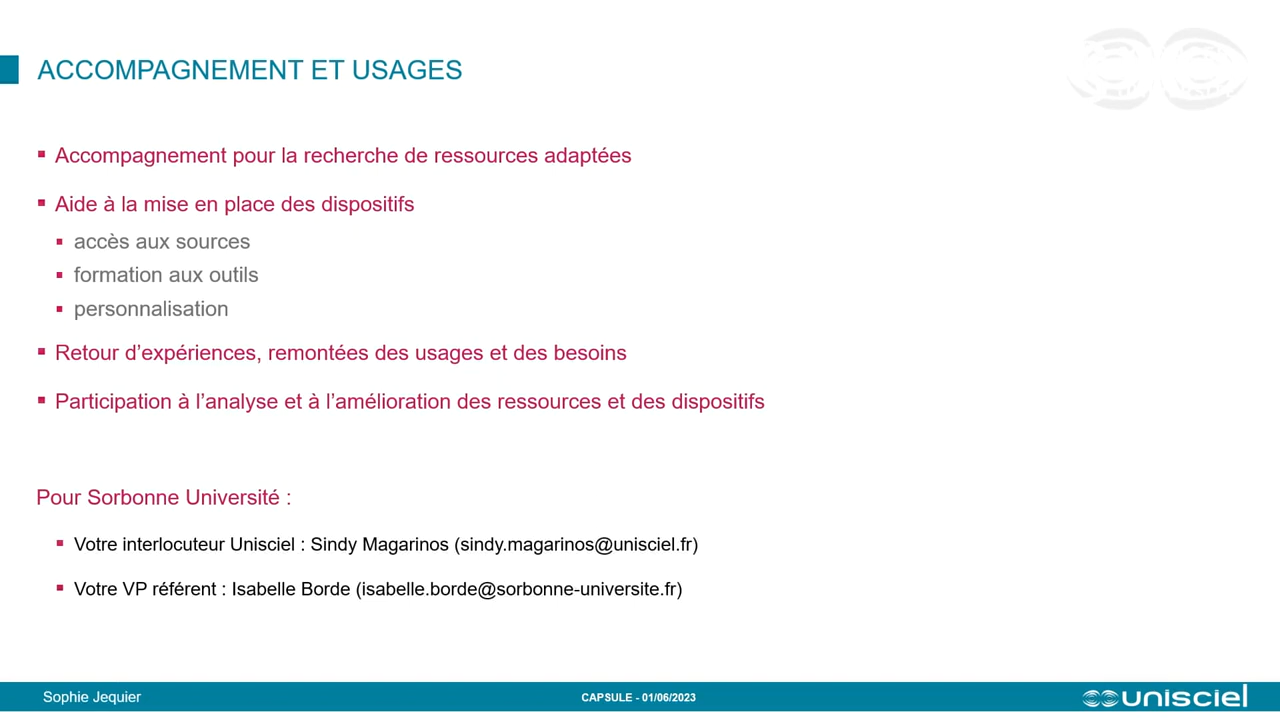 ACCOMPAGNEMENT ET USAGES
Accompagnement pour la recherche de ressources adaptées
Aide à la mise en place des dispositifs
accès aux sources
formation aux outils
personnalisation
Retour d’expériences, remontées des usages et des besoins
Participation à l’analyse et à l’amélioration des ressources et des dispositifs
Pour Sorbonne Université :
Votre interlocuteur Unisciel : Sindy Magarinos (sindy.magarinos@unisciel.fr)
Votre VP référent : Isabelle Borde (isabelle.borde@sorbonne-universite.fr)
Sophie Jequier
CAPSULE - 01/06/2023
unisciel